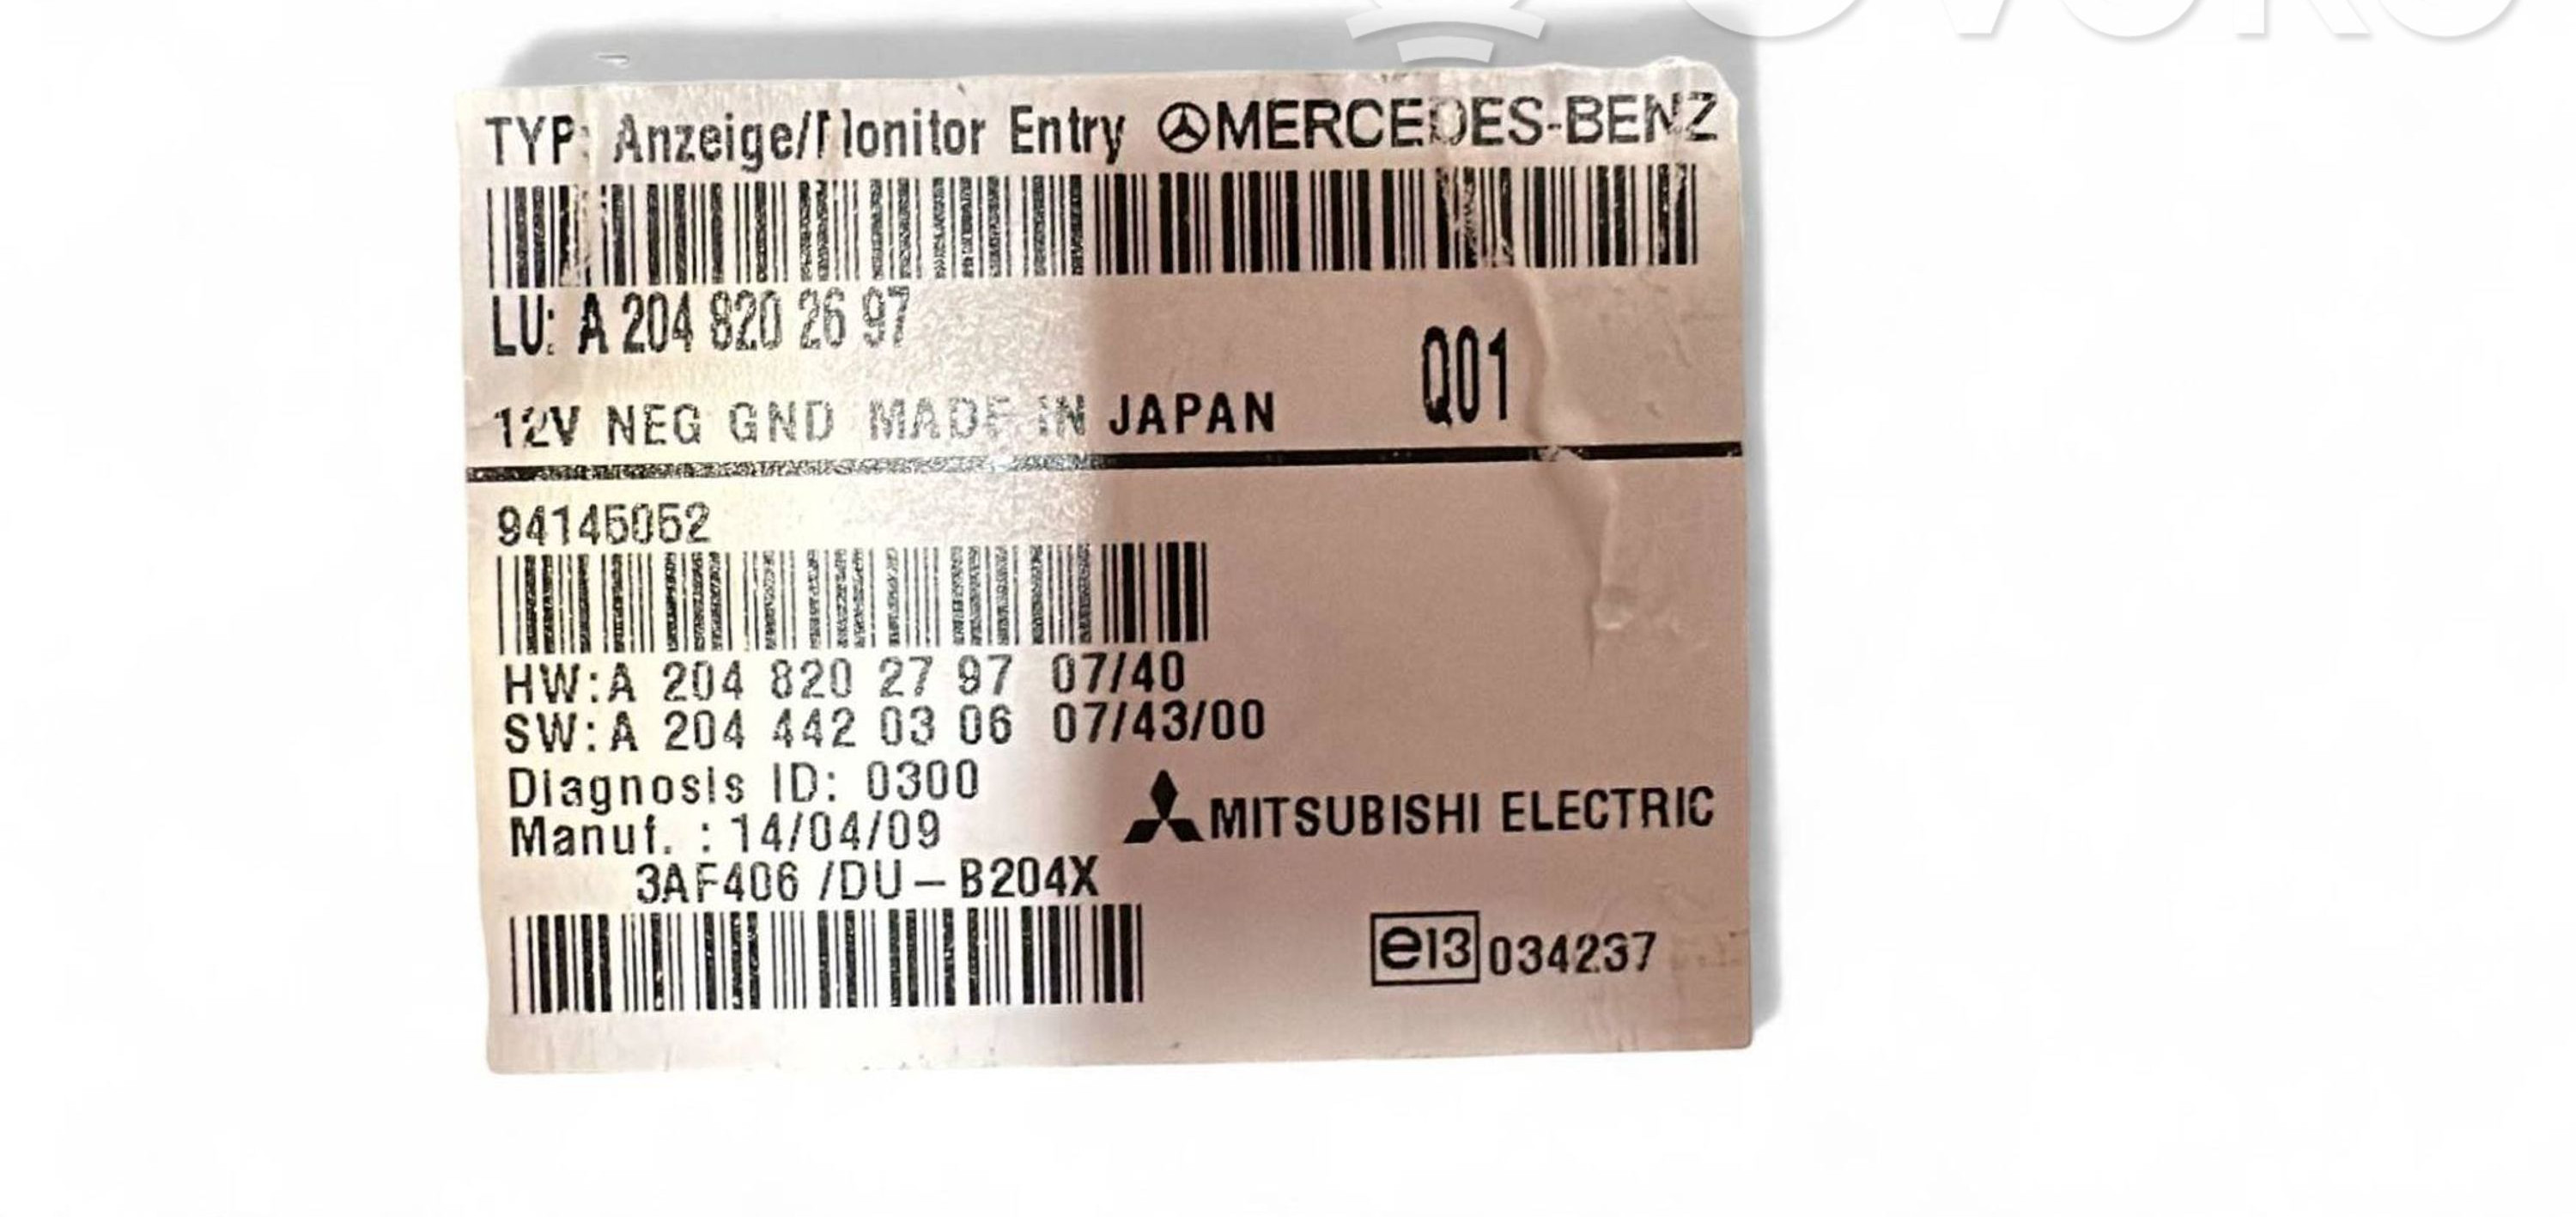 TYP: Anzeige/Monitor Entry MERCEDES-BENZ
LU: A 204 820 26 97
Q01
12V NEG GND MADE IN JAPAN
94145052
HW:A 204 820 27 97 07/40
SW:A 204 442 03 06 07/43/00
Diagnosis ID: 0300
Manuf. : 14/04/09
MITSUBISHI ELECTRIC
3AF406 /DU-B204X
e13 034237